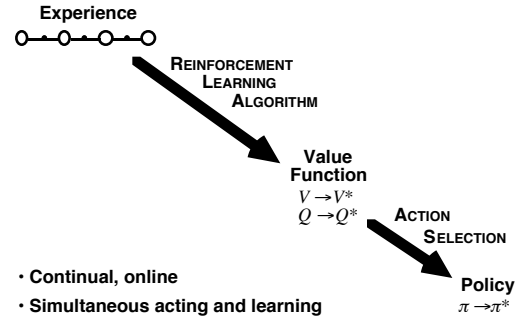 Experience
REINFORCEMENT
LEARNING
ALGORITHM
Value
Function
V → V*
Q → Q*
ACTION
SELECTION
Policy
π → π*
• Continual, online
• Simultaneous acting and learning